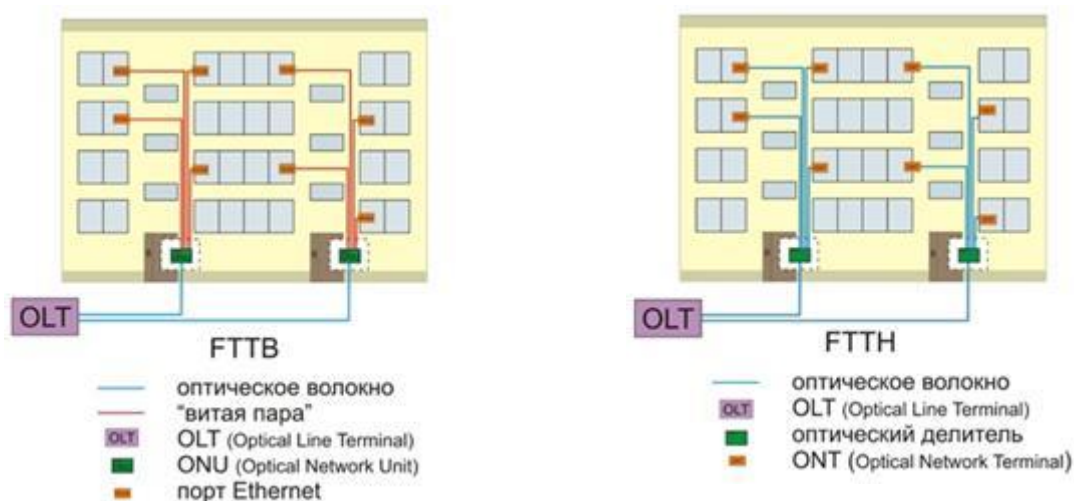 OLT
FTTB
оптическое волокно
“витая пара”
OLT OLT (Optical Line Terminal)
ONU (Optical Network Unit)
порт Ethernet
OLT
FTTH
оптическое волокно
OLT OLT (Optical Line Terminal)
оптический делитель
ONT (Optical Network Terminal)